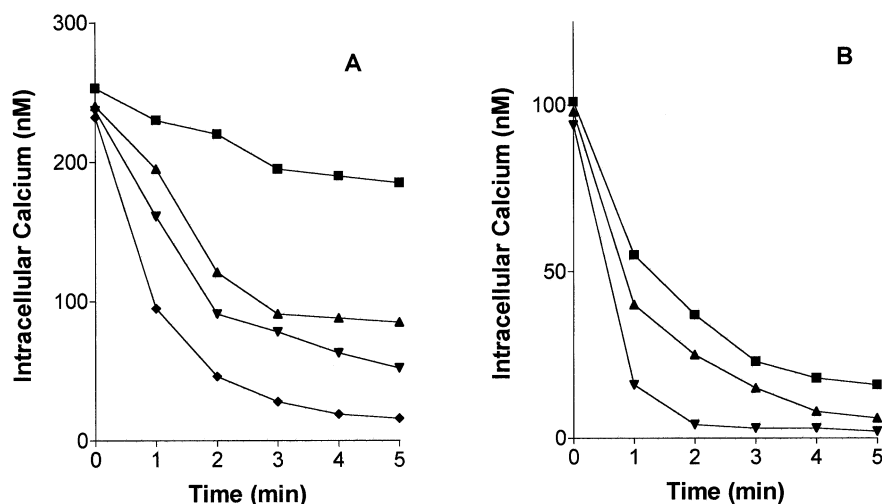 A
Intracellular Calcium (nM)
300
200
100
0
0 1 2 3 4 5
Time (min)
B
Intracellular Calcium (nM)
100
50
0
0 1 2 3 4 5
Time (min)